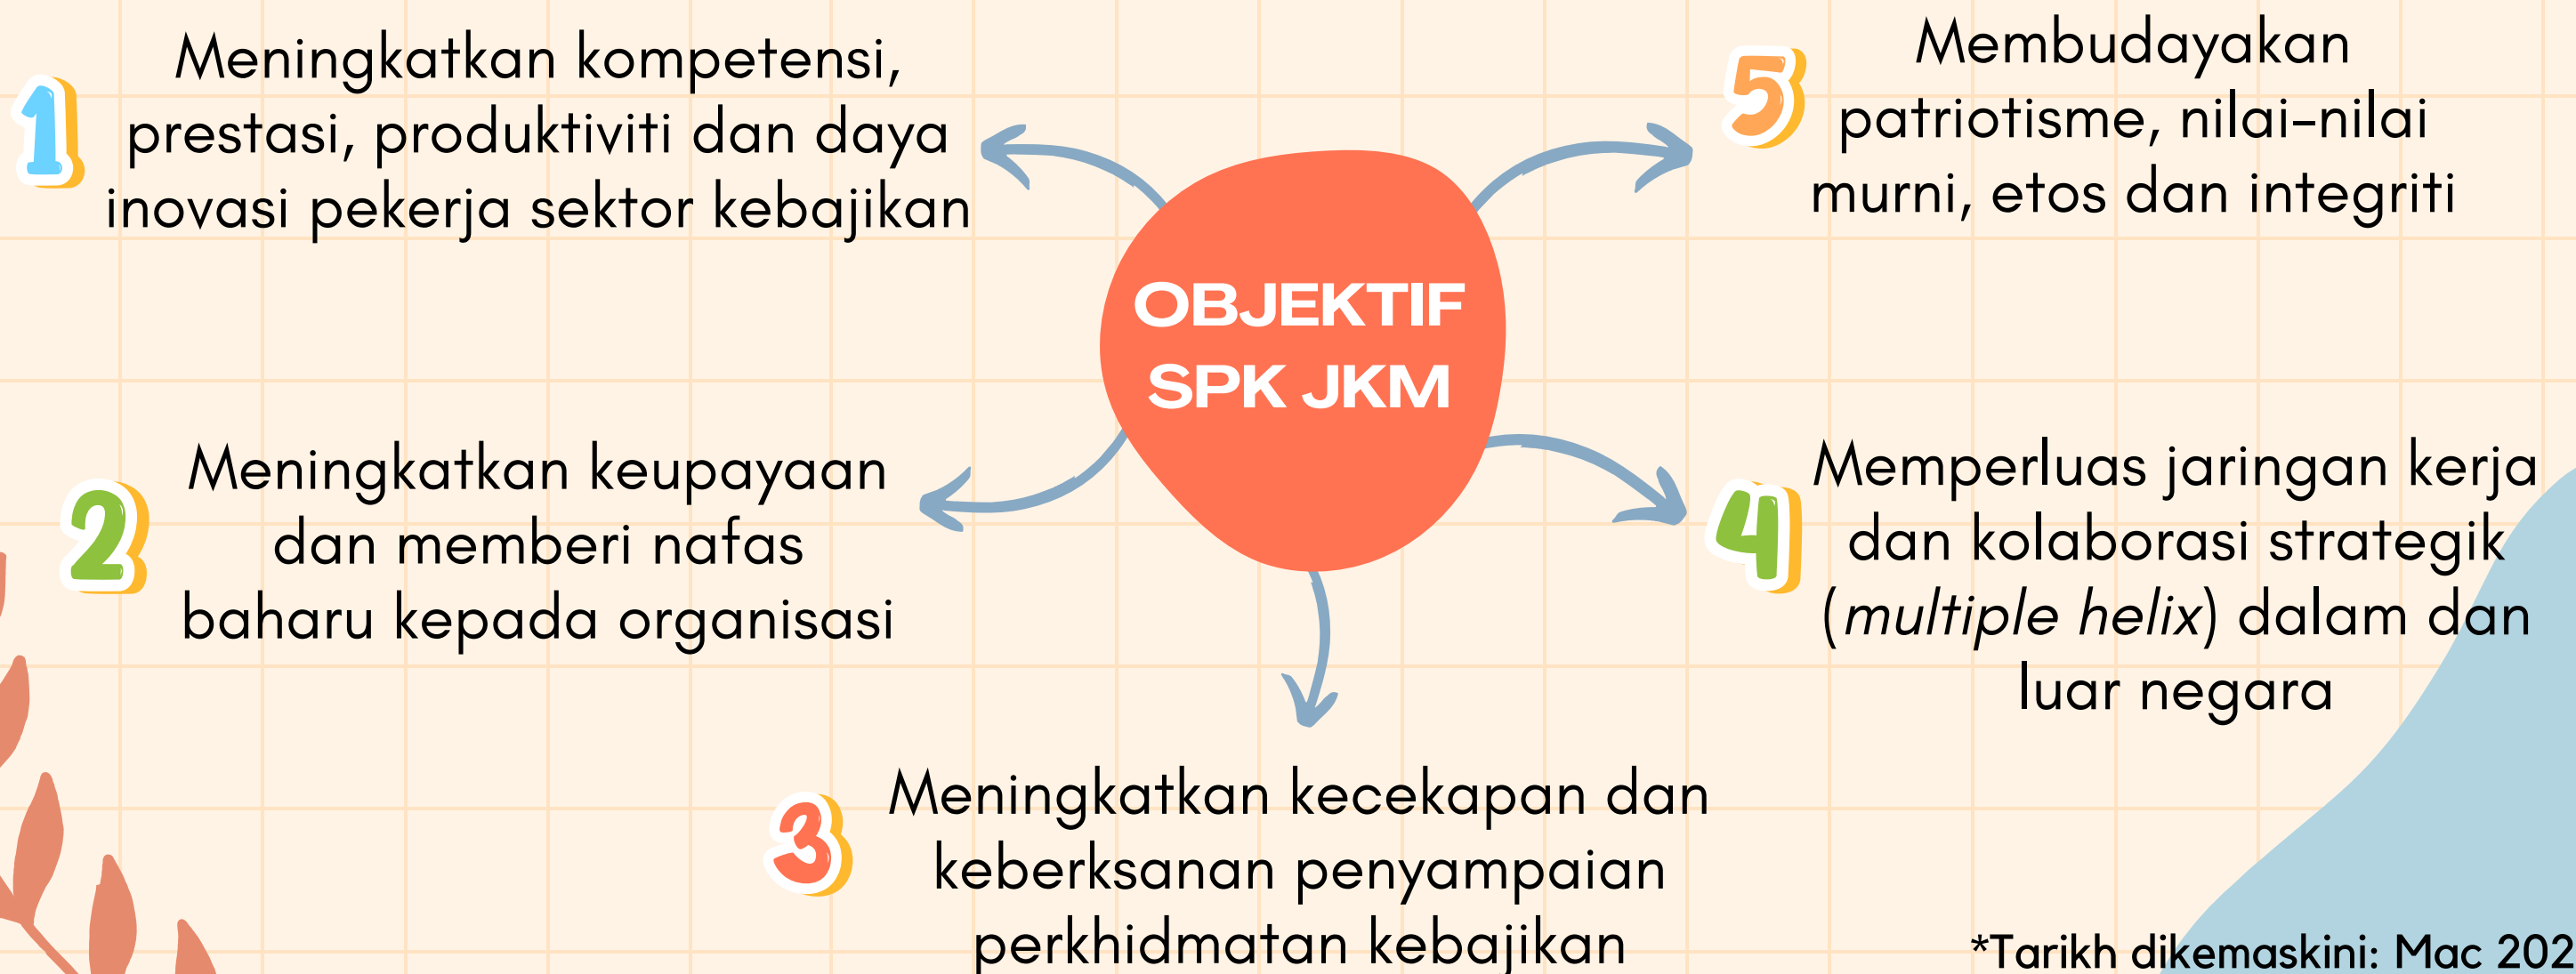 OBJEKTIF
SPK JKM
1
Meningkatkan kompetensi,
prestasi, produktiviti dan daya
inovasi pekerja sektor kebajikan
2
Meningkatkan keupayaan
dan memberi nafas
baharu kepada organisasi
3
Meningkatkan kecekapan dan
keberksanan penyampaian
perkhidmatan kebajikan
4
Memperluas jaringan kerja
dan kolaborasi strategik
(multiple helix) dalam dan
luar negara
5
Membudayakan
patriotisme, nilai-nilai
murni, etos dan integriti
*Tarikh dikemaskini: Mac 202